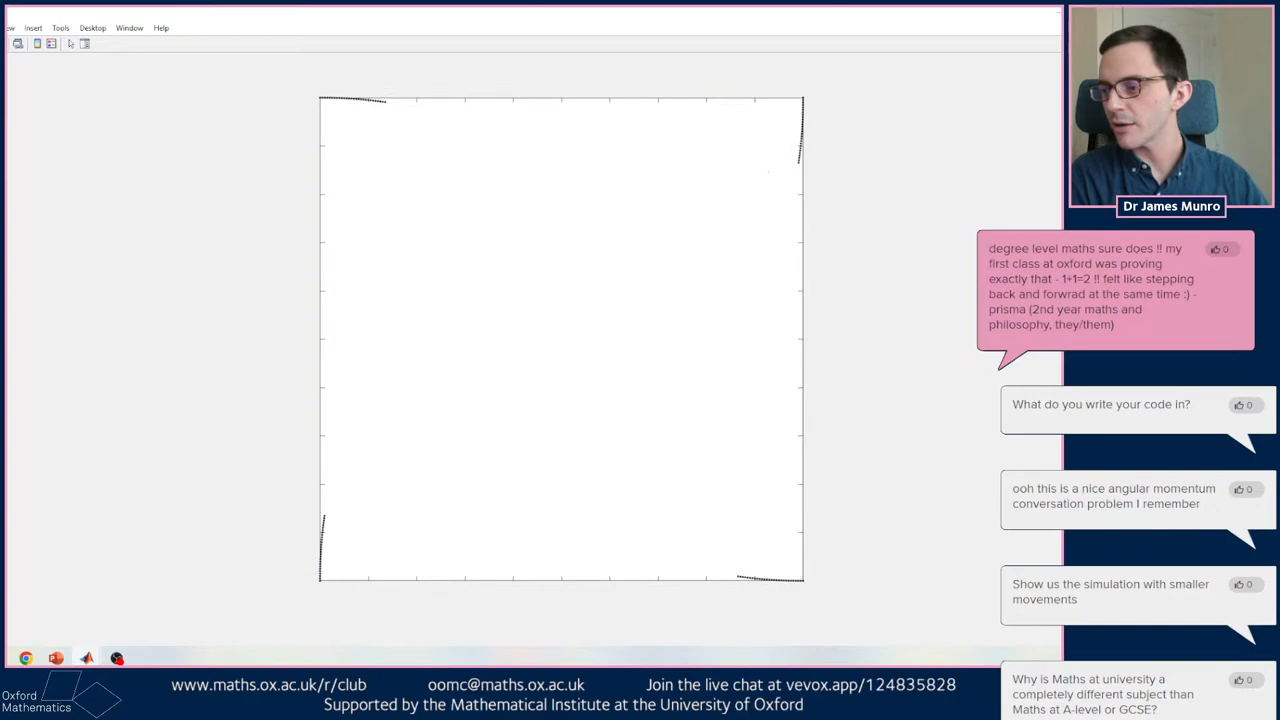 ew Insert Tools Desktop Window Help
Dr James Munro
degree level maths sure does !! my
first class at oxford was proving
exactly that - 1+1=2 !! felt like stepping
back and forwrad at the same time :) -
prisma (2nd year maths and
philosophy, they/them)
0
What do you write your code in?
0
ooh this is a nice angular momentum
conversation problem I remember
0
Show us the simulation with smaller
movements
0
Why is Maths at university a
completely different subject than
Maths at A-level or GCSE?
0
Oxford
Mathematics
www.maths.ox.ac.uk/r/club oomc@maths.ox.ac.uk Join the live chat at vevox.app/124835828
Supported by the Mathematical Institute at the University of Oxford